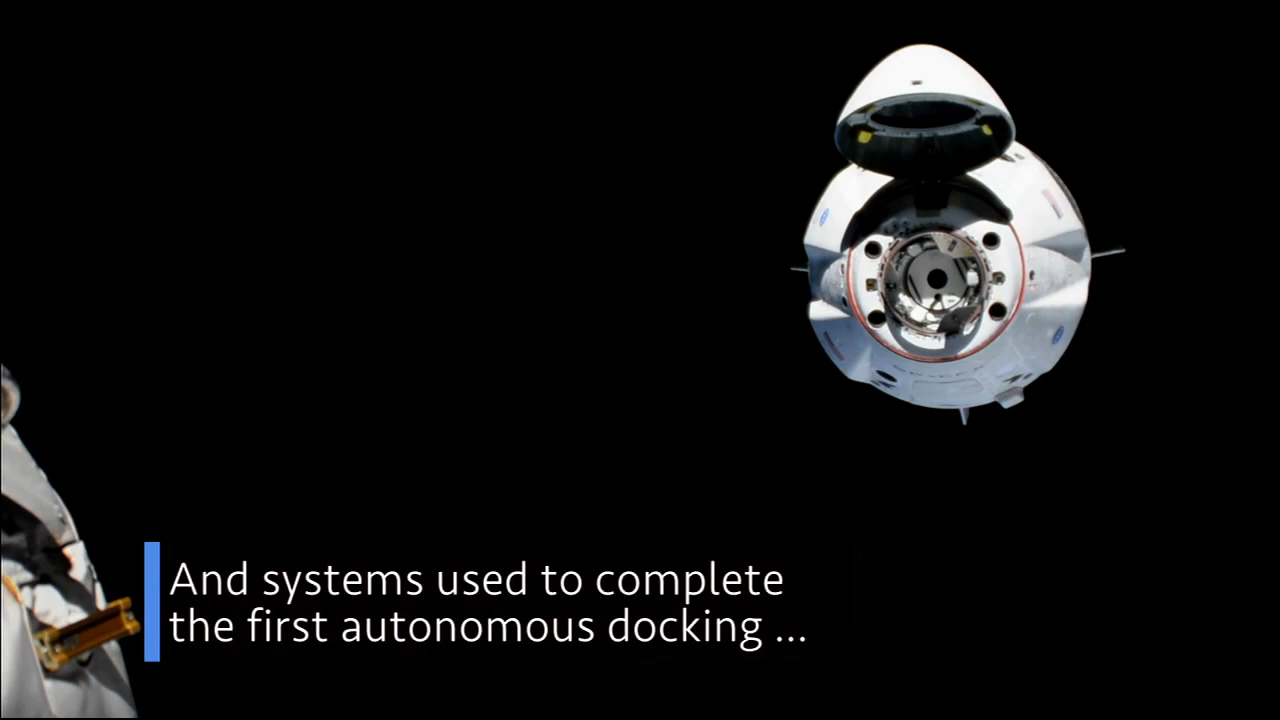 And systems used to complete
the first autonomous docking ...